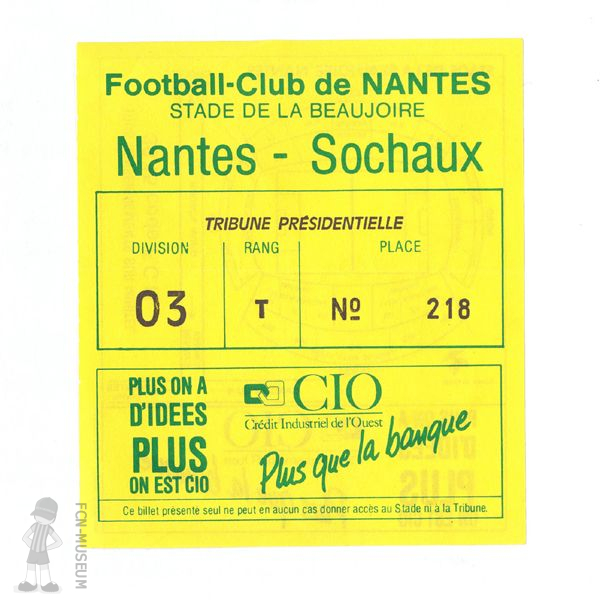 Football-Club de NANTES
STADE DE LA BEAUJOIRE
Nantes - Sochaux
TRIBUNE PRÉSIDENTIELLE
DIVISION RANG PLACE
03 T Nº 218
PLUS ON A
D'IDEES
PLUS
ON EST CIO
CIO
Crédit Industriel de l'Ouest
Plus que la banque
Ce billet présenté seul ne peut en aucun cas donner accès au Stade ni à la Tribune.
FCN-MUSEUM